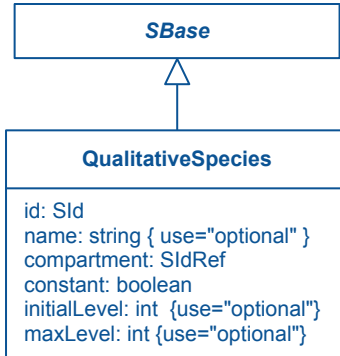 SBase
QualitativeSpecies
id: SId
name: string { use="optional" }
compartment: SIdRef
constant: boolean
initialLevel: int  {use="optional"}
maxLevel: int {use="optional"}